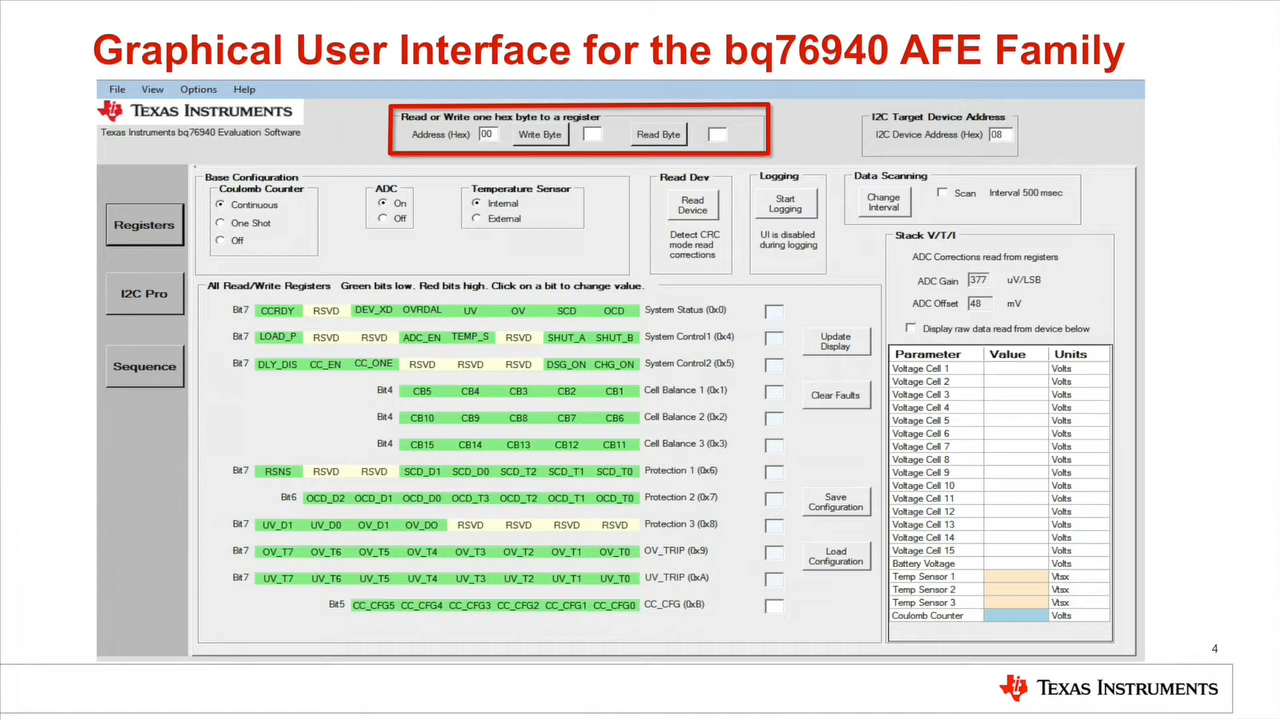 Graphical User Interface for the bq76940 AFE Family
File View Options Help
TEXAS INSTRUMENTS
Texas Instruments bq76940 Evaluation Software
Read or Write one hex byte to a register
Address (Hex) 00 Write Byte Read Byte
I2C Target Device Address
I2C Device Address (Hex) 08
Registers
I2C Pro
Sequence
Base Configuration
Coulomb Counter
Continuous
One Shot
Off
ADC
On
Off
Temperature Sensor
Internal
External
Read Dev
Read
Device
Detect CRC
mode read
corrections
Logging
Start
Logging
UI is disabled
during logging
Data Scanning
Change
Interval
Scan Interval 500 msec
All Read/Write Registers Green bits low. Red bits high. Click on a bit to change value.
Bit7 CCRDY RSVD DEV_XD OVRDAL UV OV SCD OCD System Status (0x0)
Bit7 LOAD_P RSVD RSVD ADC_EN TEMP_S RSVD SHUT_A SHUT_B System Control1 (0x4)
Bit7 DLY_DIS CC_EN CC_ONE RSVD RSVD RSVD DSG_ON CHG_ON System Control2 (0x5)
Bit4 CB5 CB4 CB3 CB2 CB1 Cell Balance 1 (0x1)
Bit4 CB10 CB9 CB8 CB7 CB6 Cell Balance 2 (0x2)
Bit4 CB15 CB14 CB13 CB12 CB11 Cell Balance 3 (0x3)
Bit7 RSNS RSVD RSVD SCD_D1 SCD_D0 SCD_T2 SCD_T1 SCD_T0 Protection 1 (0x6)
Bit6 OCD_D2 OCD_D1 OCD_D0 OCD_T3 OCD_T2 OCD_T1 OCD_T0 Protection 2 (0x7)
Bit7 UV_D1 UV_D0 OV_D1 OV_DO RSVD RSVD RSVD RSVD Protection 3 (0x8)
Bit7 OV_T7 OV_T6 OV_T5 OV_T4 OV_T3 OV_T2 OV_T1 OV_T0 OV_TRIP (0x9)
Bit7 UV_T7 UV_T6 UV_T5 UV_T4 UV_T3 UV_T2 UV_T1 UV_T0 UV_TRIP (0xA)
Bit5 CC_CFG5 CC_CFG4 CC_CFG3 CC_CFG2 CC_CFG1 CC_CFG0 CC_CFG (0xB)
Update
Display
Clear Faults
Save
Configuration
Load
Configuration
Stack V/T/I
ADC Corrections read from registers
ADC Gain 377 uV/LSB
ADC Offset 48 mV
Display raw data read from device below
Parameter Value Units
Voltage Cell 1 Volts
Voltage Cell 2 Volts
Voltage Cell 3 Volts
Voltage Cell 4 Volts
Voltage Cell 5 Volts
Voltage Cell 6 Volts
Voltage Cell 7 Volts
Voltage Cell 8 Volts
Voltage Cell 9 Volts
Voltage Cell 10 Volts
Voltage Cell 11 Volts
Voltage Cell 12 Volts
Voltage Cell 13 Volts
Voltage Cell 14 Volts
Voltage Cell 15 Volts
Battery Voltage Volts
Temp Sensor 1 Vtsx
Temp Sensor 2 Vtsx
Temp Sensor 3 Vtsx
Coulomb Counter Volts
4
TEXAS INSTRUMENTS